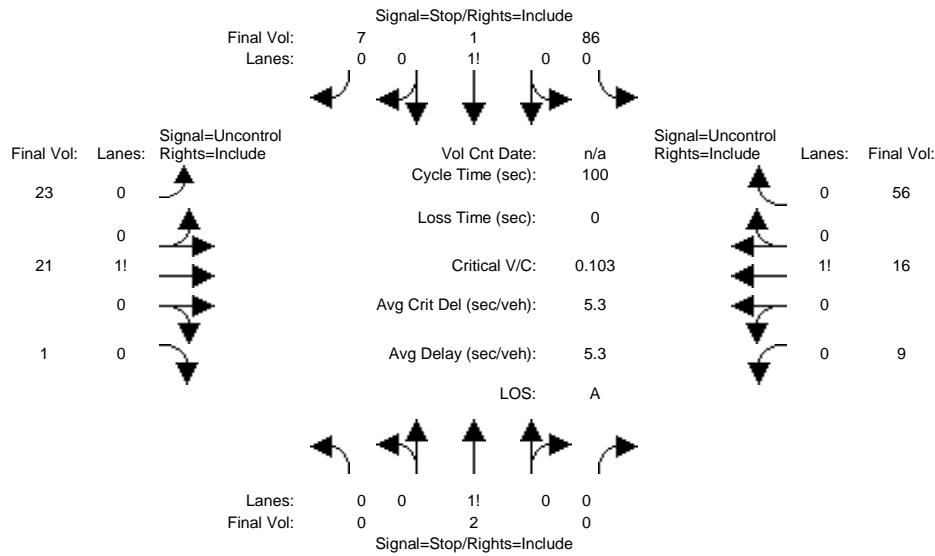 Signal=Stop/Rights=Include
Final Vol: 7 1 86
Lanes: 0 0 1! 0 0
Signal=Uncontrol
Final Vol: Lanes: Rights=Include
Vol Cnt Date: n/a
Signal=Uncontrol
Rights=Include Lanes: Final Vol:
Cycle Time (sec): 100
23 0
0 56
Loss Time (sec): 0
0
0
21 1!
Critical V/C: 0.103
1! 16
0
Avg Crit Del (sec/veh): 5.3
0
1 0
Avg Delay (sec/veh): 5.3
0 9
LOS: A
Lanes: 0 0 1! 0 0
Final Vol: 0 2 0
Signal=Stop/Rights=Include